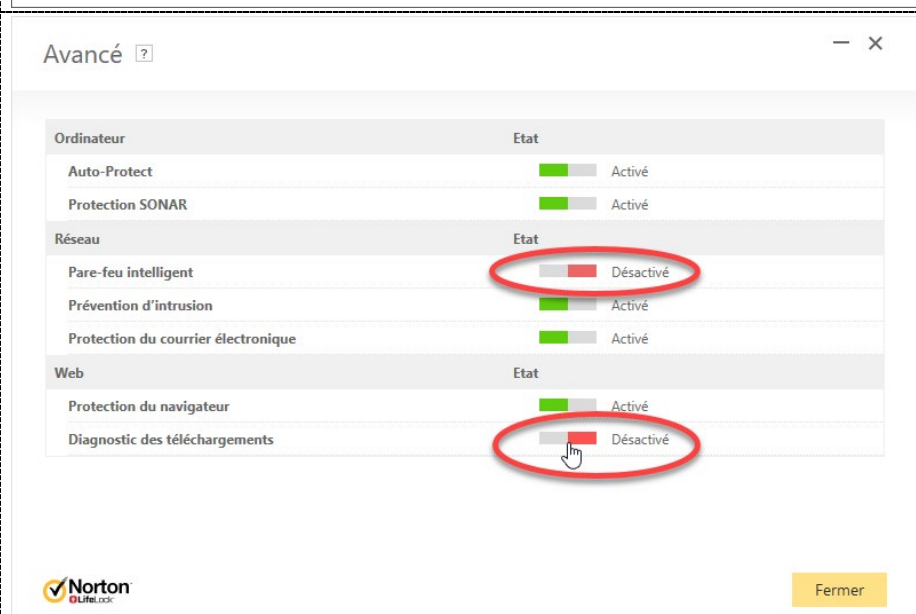 Avancé ?
Ordinateur Etat
Auto-Protect Activé
Protection SONAR Activé
Réseau Etat
Pare-feu intelligent Désactivé
Prévention d'intrusion Activé
Protection du courrier électronique Activé
Web Etat
Protection du navigateur Activé
Diagnostic des téléchargements Désactivé
Norton
LifeLock
Fermer